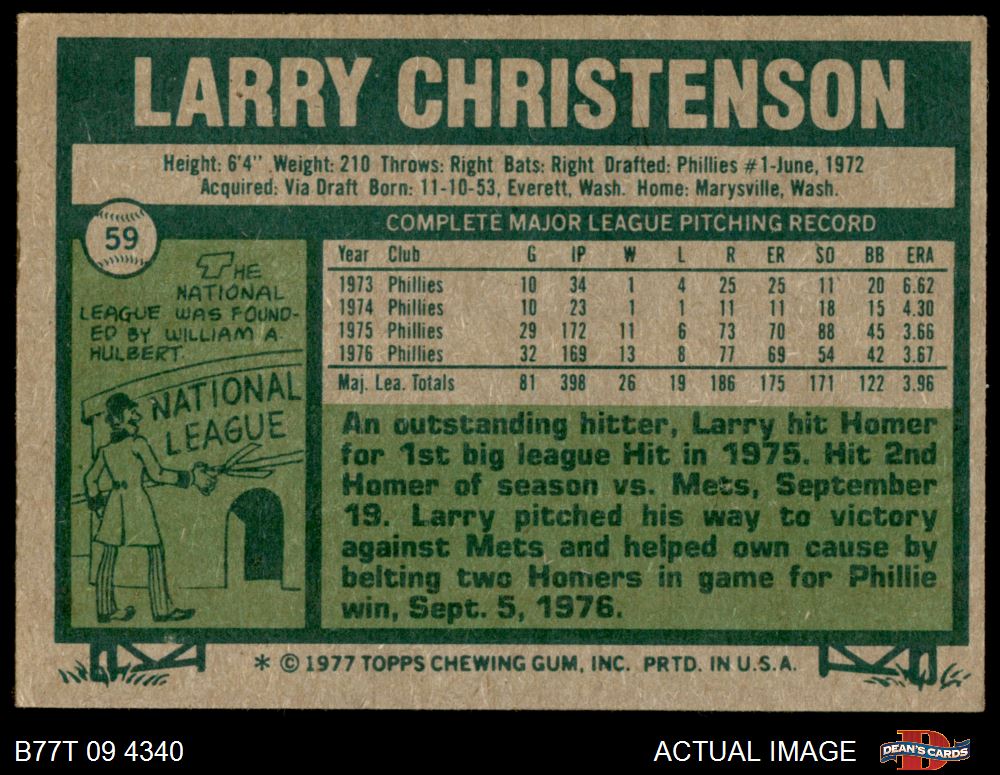 LARRY CHRISTENSON
Height: 6'4" Weight: 210 Throws: Right Bats: Right Drafted: Phillies #1-June, 1972
Acquired: Via Draft Born: 11-10-53, Everett, Wash. Home: Marysville, Wash.
59
COMPLETE MAJOR LEAGUE PITCHING RECORD
Year Club G IP W L R ER SO BB ERA
1973 Phillies 10 34 1 4 25 25 11 20 6.62
1974 Phillies 10 23 1 1 11 11 18 15 4.30
1975 Phillies 29 172 11 6 73 70 88 45 3.66
1976 Phillies 32 169 13 8 77 69 54 42 3.67
Maj. Lea. Totals 81 398 26 19 186 175 171 122 3.96
THE
NATIONAL
LEAGUE WAS FOUND-
ED BY WILLIAM A.
HULBERT.
NATIONAL
LEAGUE
An outstanding hitter, Larry hit Homer
for 1st big league Hit in 1975. Hit 2nd
Homer of season vs. Mets, September
19. Larry pitched his way to victory
against Mets and helped own cause by
belting two Homers in game for Phillie
win, Sept. 5, 1976.
* © 1977 TOPPS CHEWING GUM, INC. PRTD. IN U.S.A.
B77T 09 4340
ACTUAL IMAGE
D
DEAN'S CARDS